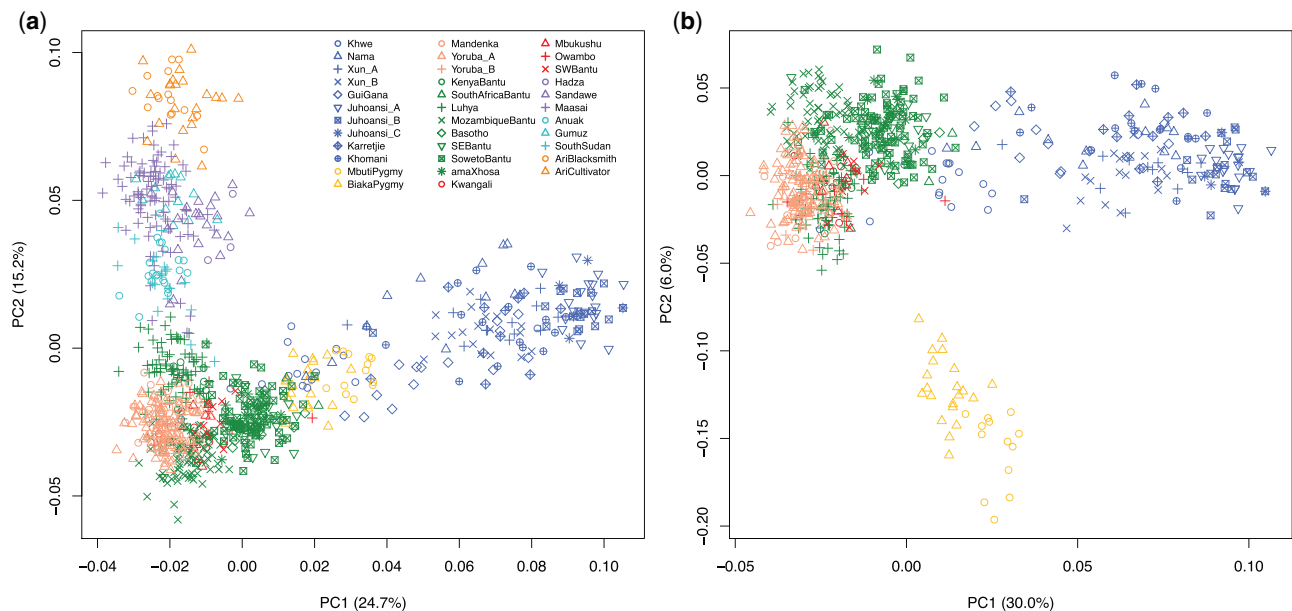 (a)
(b)
Khwe
Nama
Xun_A
Xun_B
GuiGana
Juhoansi_A
Juhoansi_B
Juhoansi_C
Karretjie
Khomani
MbutiPygmy
BiakaPygmy
Mandenka
Yoruba_A
Yoruba_B
KenyaBantu
SouthAfricaBantu
Luhya
MozambiqueBantu
Basotho
SEBantu
SowetoBantu
amaXhosa
Kwangali
Mbukushu
Owambo
SWBantu
Hadza
Sandawe
Maasai
Anuak
Gumuz
SouthSudan
AriBlacksmith
AriCultivator
PC2 (15.2%)
0.10
0.05
0.00
−0.05
−0.04
−0.02
0.00
0.02
0.04
0.06
0.08
0.10
PC1 (24.7%)
PC2 (6.0%)
0.05
0.00
−0.05
−0.10
−0.15
−0.20
−0.05
0.00
0.05
0.10
PC1 (30.0%)